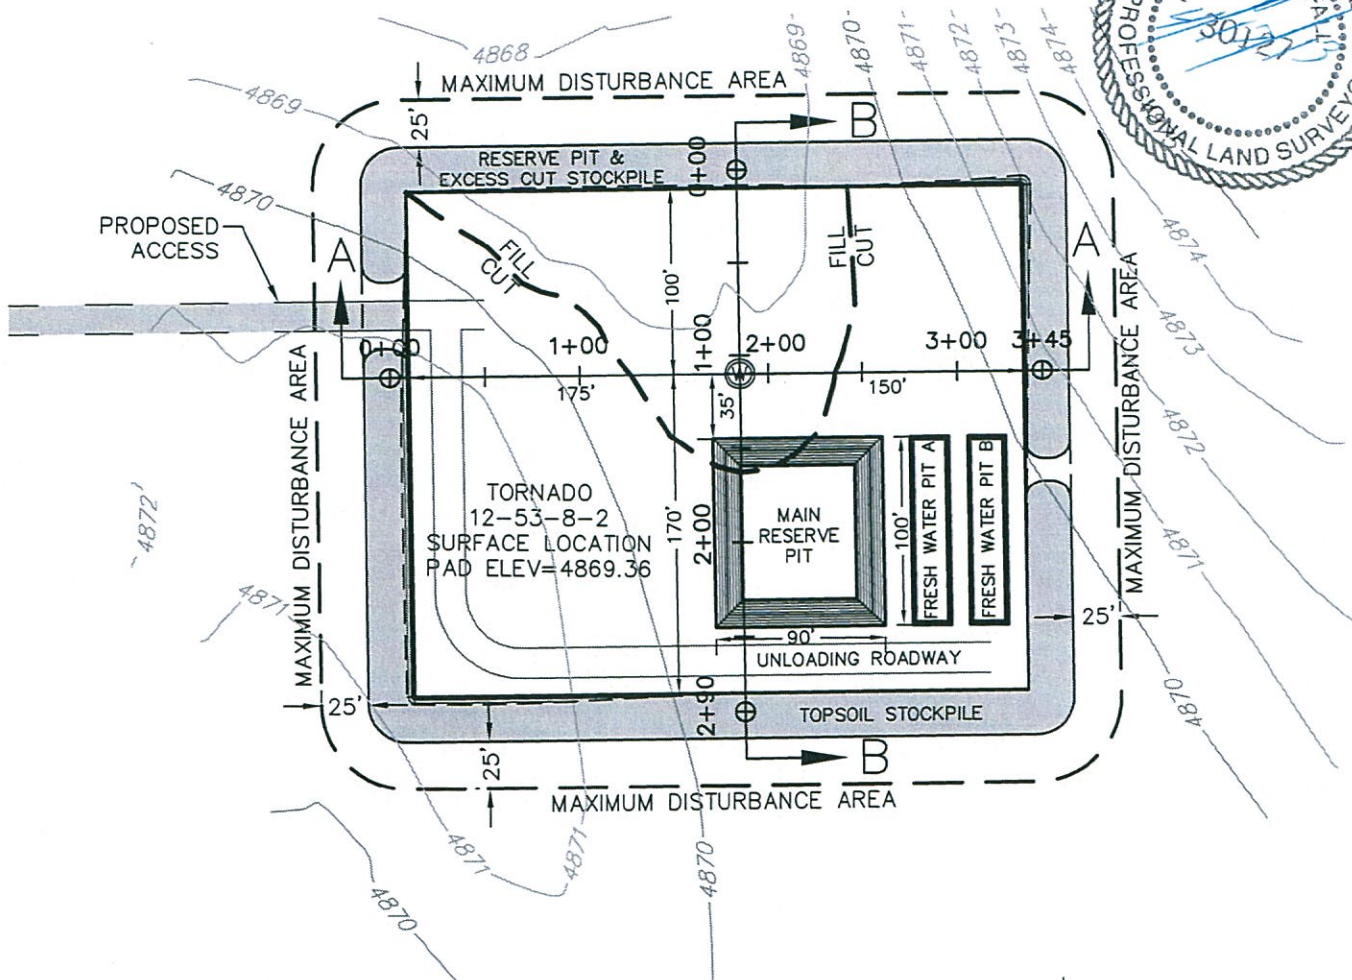 4868
4869
4870
4871
4872
4873
4874
4869
MAXIMUM DISTURBANCE AREA
30127
PROFESSIONAL LAND SURVEYO
25'
B
RESERVE PIT &
EXCESS CUT STOCKPILE
0+00
4869
4870
PROPOSED
ACCESS
A
FILL
CUT
FILL
CUT
100'
A
4874
4873
4872
4871
4870
MAXIMUM DISTURBANCE AREA
0+00
1+00
1+00
2+00
3+00
3+45
W
175'
150'
35'
MAXIMUM DISTURBANCE AREA
4872'
4871
TORNADO
12-53-8-2
SURFACE LOCATION
PAD ELEV=4869.36
170'
2+00
MAIN
RESERVE
PIT
100'
FRESH WATER PIT A
FRESH WATER PIT B
90'
25'
UNLOADING ROADWAY
25'
2+90
TOPSOIL STOCKPILE
25'
B
MAXIMUM DISTURBANCE AREA
4871
4871
4870
4870